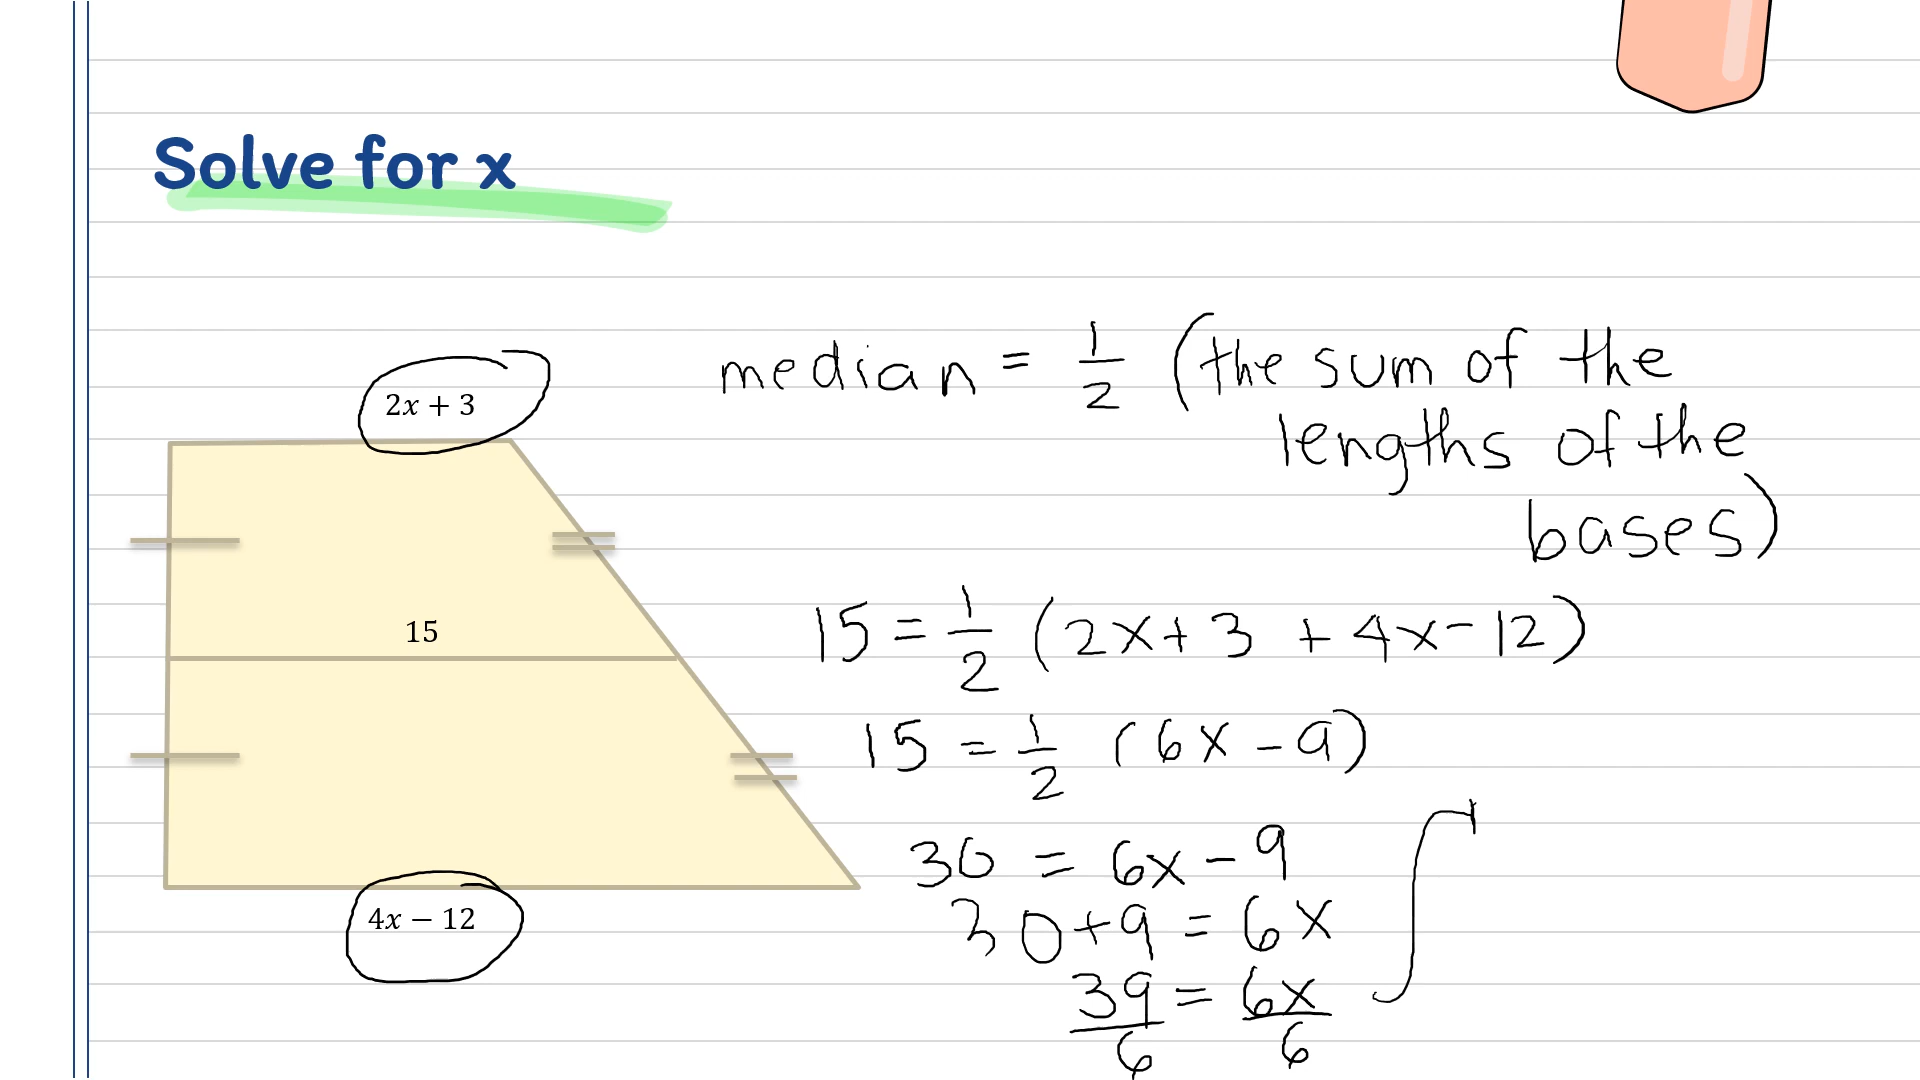 Solve for x
2x + 3
15
4x − 12
median = 1/2 (the sum of the
lengths of the
bases)
15 = 1/2 (2x + 3 + 4x − 12)
15 = 1/2 (6x − 9)
30 = 6x − 9
30 + 9 = 6x
39/6 = 6x/6